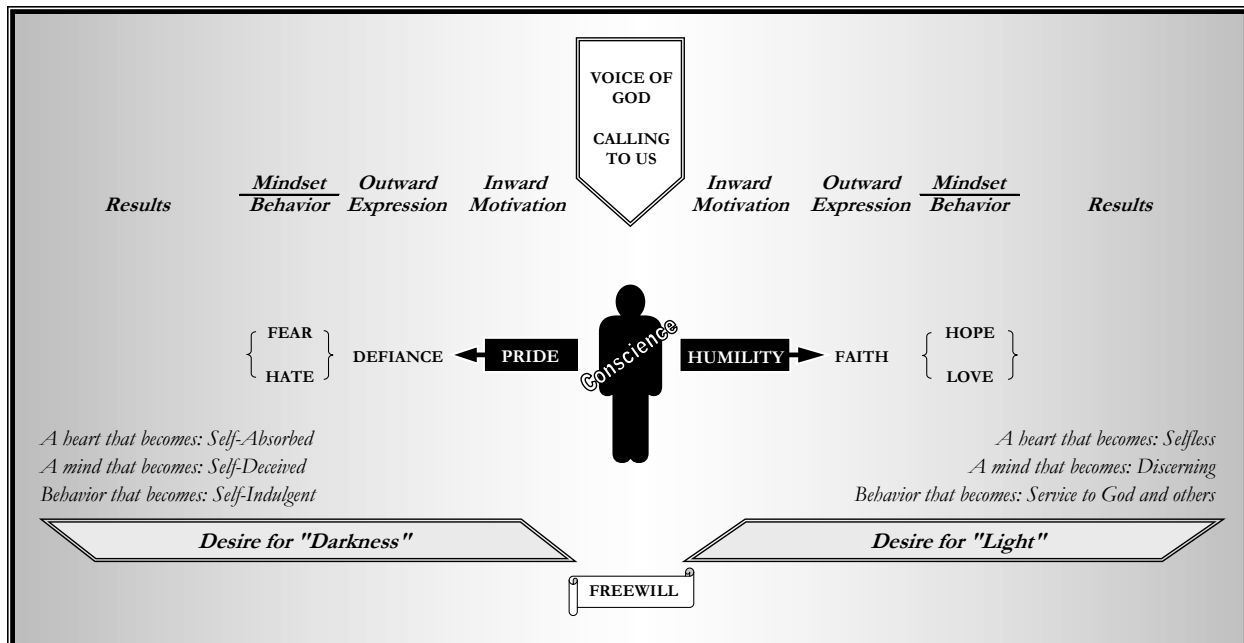 VOICE OF
GOD
CALLING
TO US
Results
Mindset
Behavior
Outward
Expression
Inward
Motivation
Inward
Motivation
Outward
Expression
Mindset
Behavior
Results
FEAR
HATE
DEFIANCE
PRIDE
Conscience
HUMILITY
FAITH
HOPE
LOVE
A heart that becomes: Self-Absorbed
A mind that becomes: Self-Deceived
Behavior that becomes: Self-Indulgent
A heart that becomes: Selfless
A mind that becomes: Discerning
Behavior that becomes: Service to God and others
Desire for "Darkness"
Desire for "Light"
FREEWILL